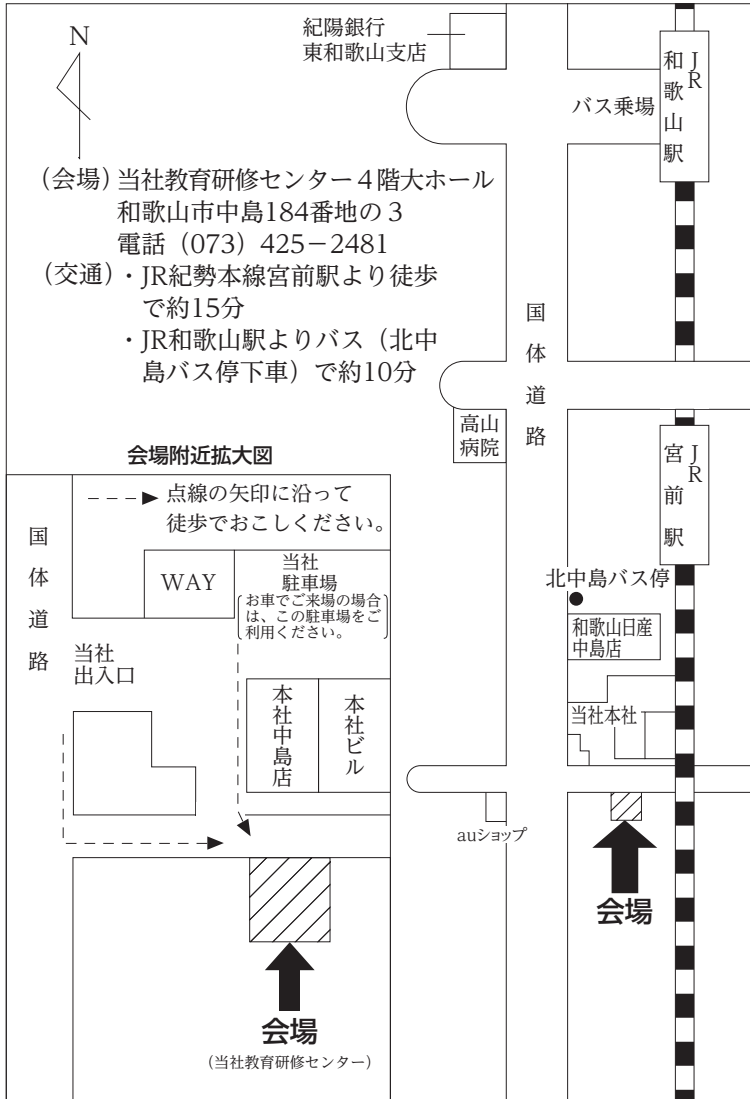 N
紀陽銀行
東和歌山支店
バス乗場
JR
和歌山駅
(会場)当社教育研修センター4階大ホール
和歌山市中島184番地の3
電話(073)425-2481
(交通)・JR紀勢本線宮前駅より徒歩
で約15分
・JR和歌山駅よりバス(北中
島バス停下車)で約10分
国体道路
高山
病院
JR
宮前駅
北中島バス停
和歌山日産
中島店
当社本社
auショップ
会場
会場附近拡大図
点線の矢印に沿って
徒歩でおこしください。
国体道路
WAY
当社
駐車場
お車でご来場の場合
は、この駐車場をご
利用ください。
当社
出入口
本社中島店
本社ビル
会場
(当社教育研修センター)